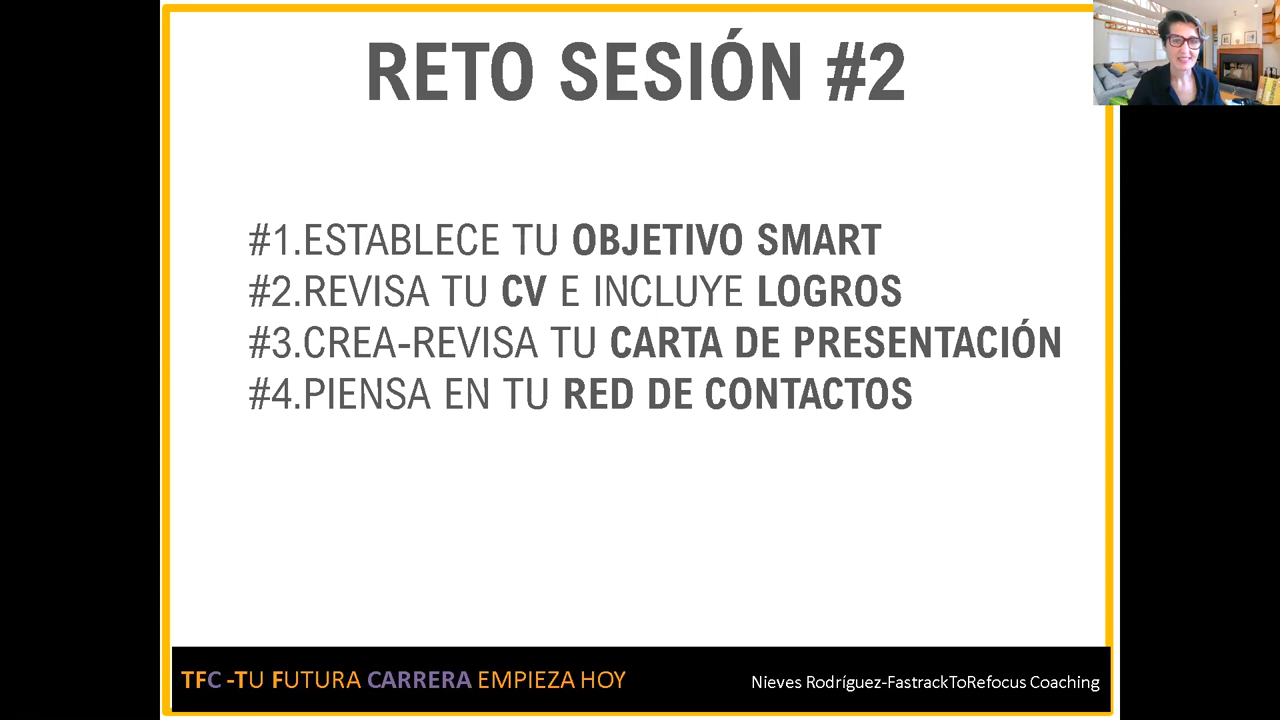 RETO SESIÓN #2
#1.ESTABLECE TU OBJETIVO SMART
#2.REVISA TU CV E INCLUYE LOGROS
#3.CREA-REVISA TU CARTA DE PRESENTACIÓN
#4.PIENSA EN TU RED DE CONTACTOS
TFC -TU FUTURA CARRERA EMPIEZA HOY
Nieves Rodríguez-FastrackToRefocus Coaching